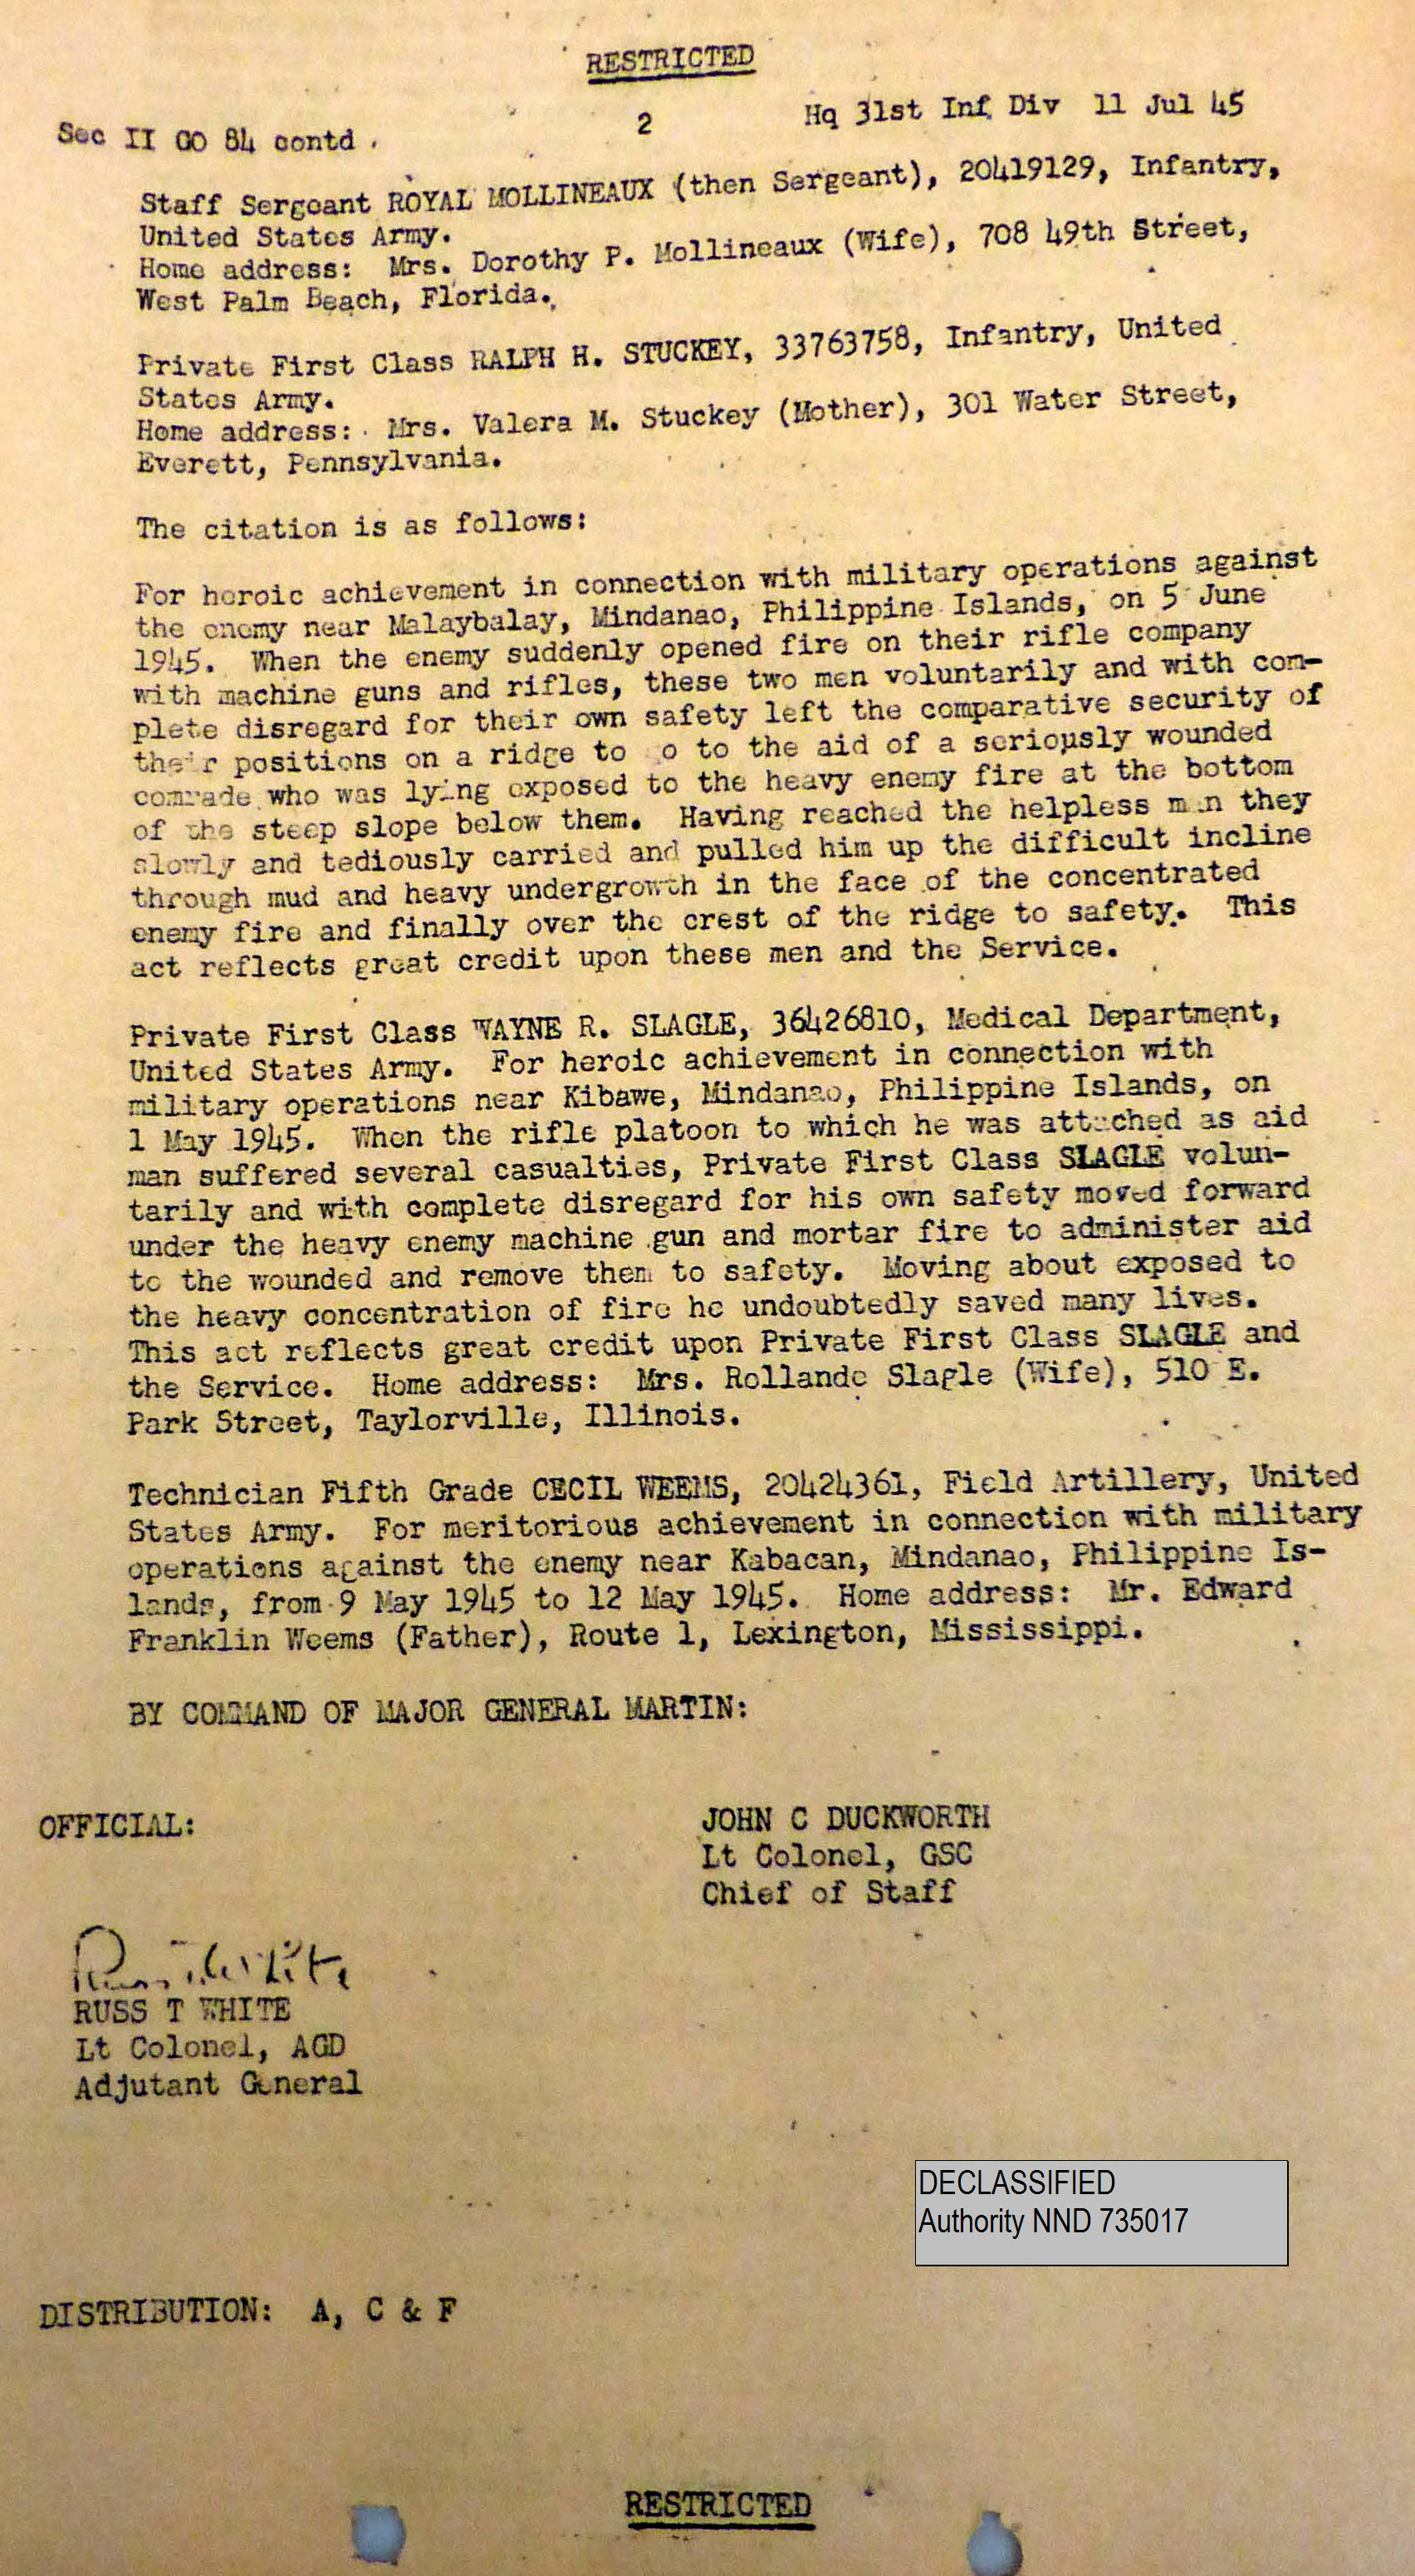 RESTRICTED
Sec II GO 84 contd.
2
Hq 31st Inf Div 11 Jul 45
Staff Sergeant ROYAL MOLLINEAUX (then Sergeant), 20419129, Infantry,
United States Army.
Home address: Mrs. Dorothy P. Mollineaux (Wife), 708 49th Street,
West Palm Beach, Florida.
Private First Class RALPH H. STUCKEY, 33763758, Infantry, United
States Army.
Home address: Mrs. Valera M. Stuckey (Mother), 301 Water Street,
Everett, Pennsylvania.
The citation is as follows:
For heroic achievement in connection with military operations against
the enemy near Malaybalay, Mindanao, Philippine Islands, on 5 June
1945. When the enemy suddenly opened fire on their rifle company
with machine guns and rifles, these two men voluntarily and with com-
plete disregard for their own safety left the comparative security of
their positions on a ridge to o to the aid of a seriously wounded
comrade who was lying exposed to the heavy enemy fire at the bottom
of the steep slope below them. Having reached the helpless man they
slowly and tediously carried and pulled him up the difficult incline
through mud and heavy undergrowth in the face of the concentrated
enemy fire and finally over the crest of the ridge to safety. This
act reflects great credit upon these men and the Service.
Private First Class WAYNE R. SLAGLE, 36426810, Medical Department,
United States Army. For heroic achievement in connection with
military operations near Kibawe, Mindanao, Philippine Islands, on
1 May 1945. When the rifle platoon to which he was attached as aid
man suffered several casualties, Private First Class SLAGLE volun-
tarily and with complete disregard for his own safety moved forward
under the heavy enemy machine gun and mortar fire to administer aid
to the wounded and remove them to safety. Moving about exposed to
the heavy concentration of fire he undoubtedly saved many lives.
This act reflects great credit upon Private First Class SLAGLE and
the Service. Home address: Mrs. Rollande Slagle (Wife), 510 E.
Park Street, Taylorville, Illinois.
Technician Fifth Grade CECIL WEEMS, 20424361, Field Artillery, United
States Army. For meritorious achievement in connection with military
operations against the enemy near Kabacan, Mindanao, Philippine Is-
lands, from 9 May 1945 to 12 May 1945. Home address: Mr. Edward
Franklin Weems (Father), Route 1, Lexington, Mississippi.
BY COMMAND OF MAJOR GENERAL MARTIN:
OFFICIAL:
JOHN C DUCKWORTH
Lt Colonel, GSC
Chief of Staff
RUSS T WHITE
Lt Colonel, AGD
Adjutant General
DECLASSIFIED
Authority NND 735017
DISTRIBUTION: A, C & F
RESTRICTED